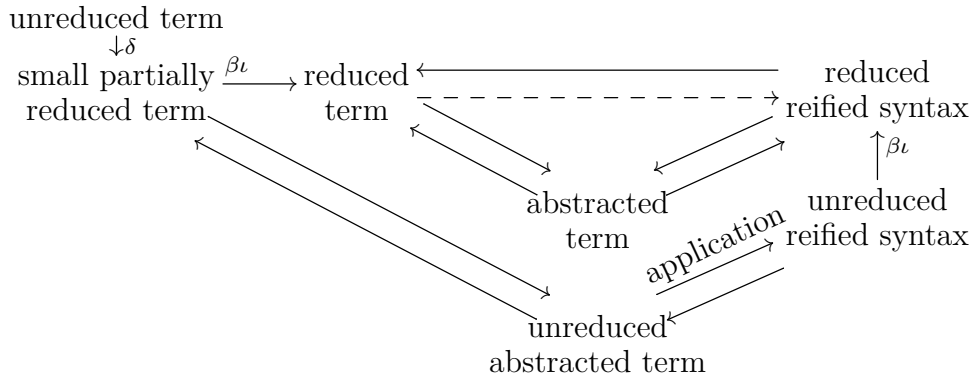 unreduced term
δ
small partially
reduced term
βι
reduced
term
reduced
reified syntax
βι
abstracted
term
unreduced
reified syntax
application
unreduced
abstracted term